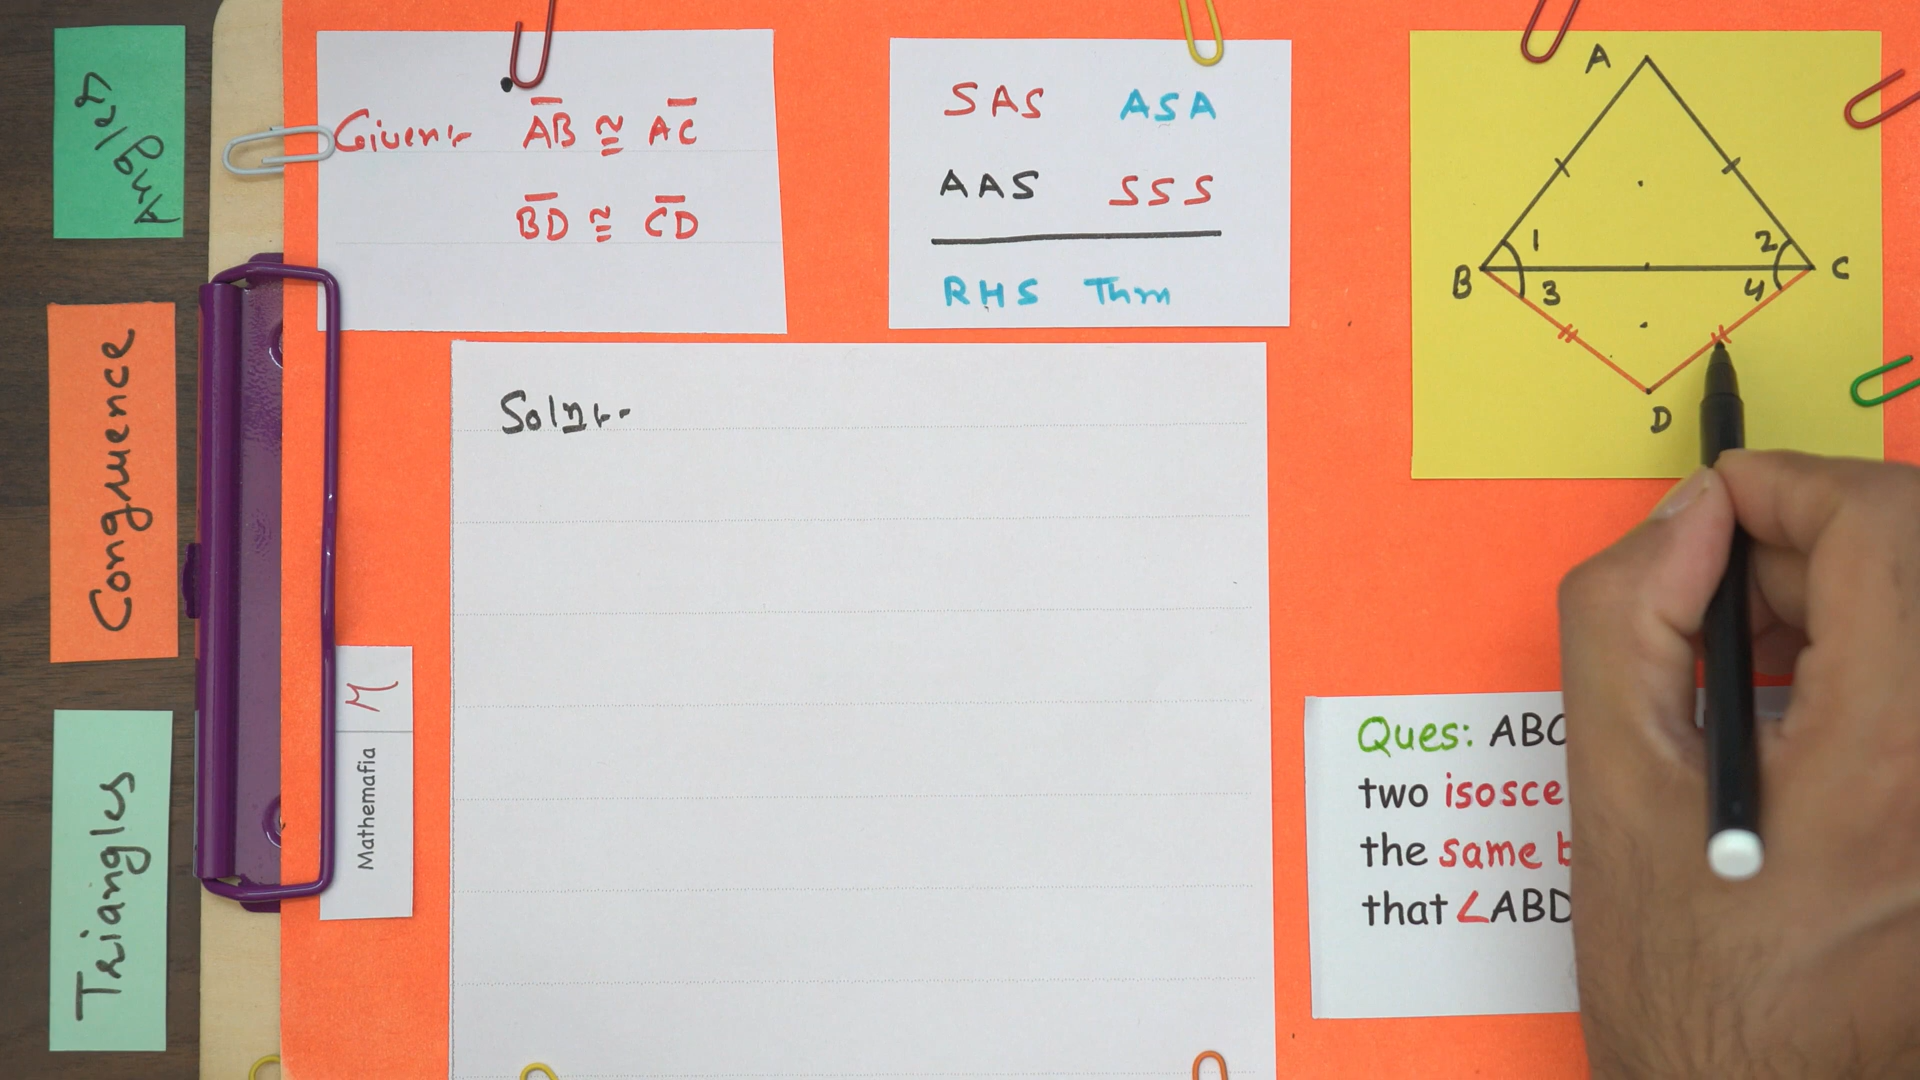 Angles
Congruence
Triangles
Given:- AB ≅ AC
BD ≅ CD
SAS ASA
AAS SSS
RHS Thm
A
B
C
D
1
2
3
4
Soln:-
M
Mathemafia
Ques: ABC
two isosce
the same b
that ∠ABD